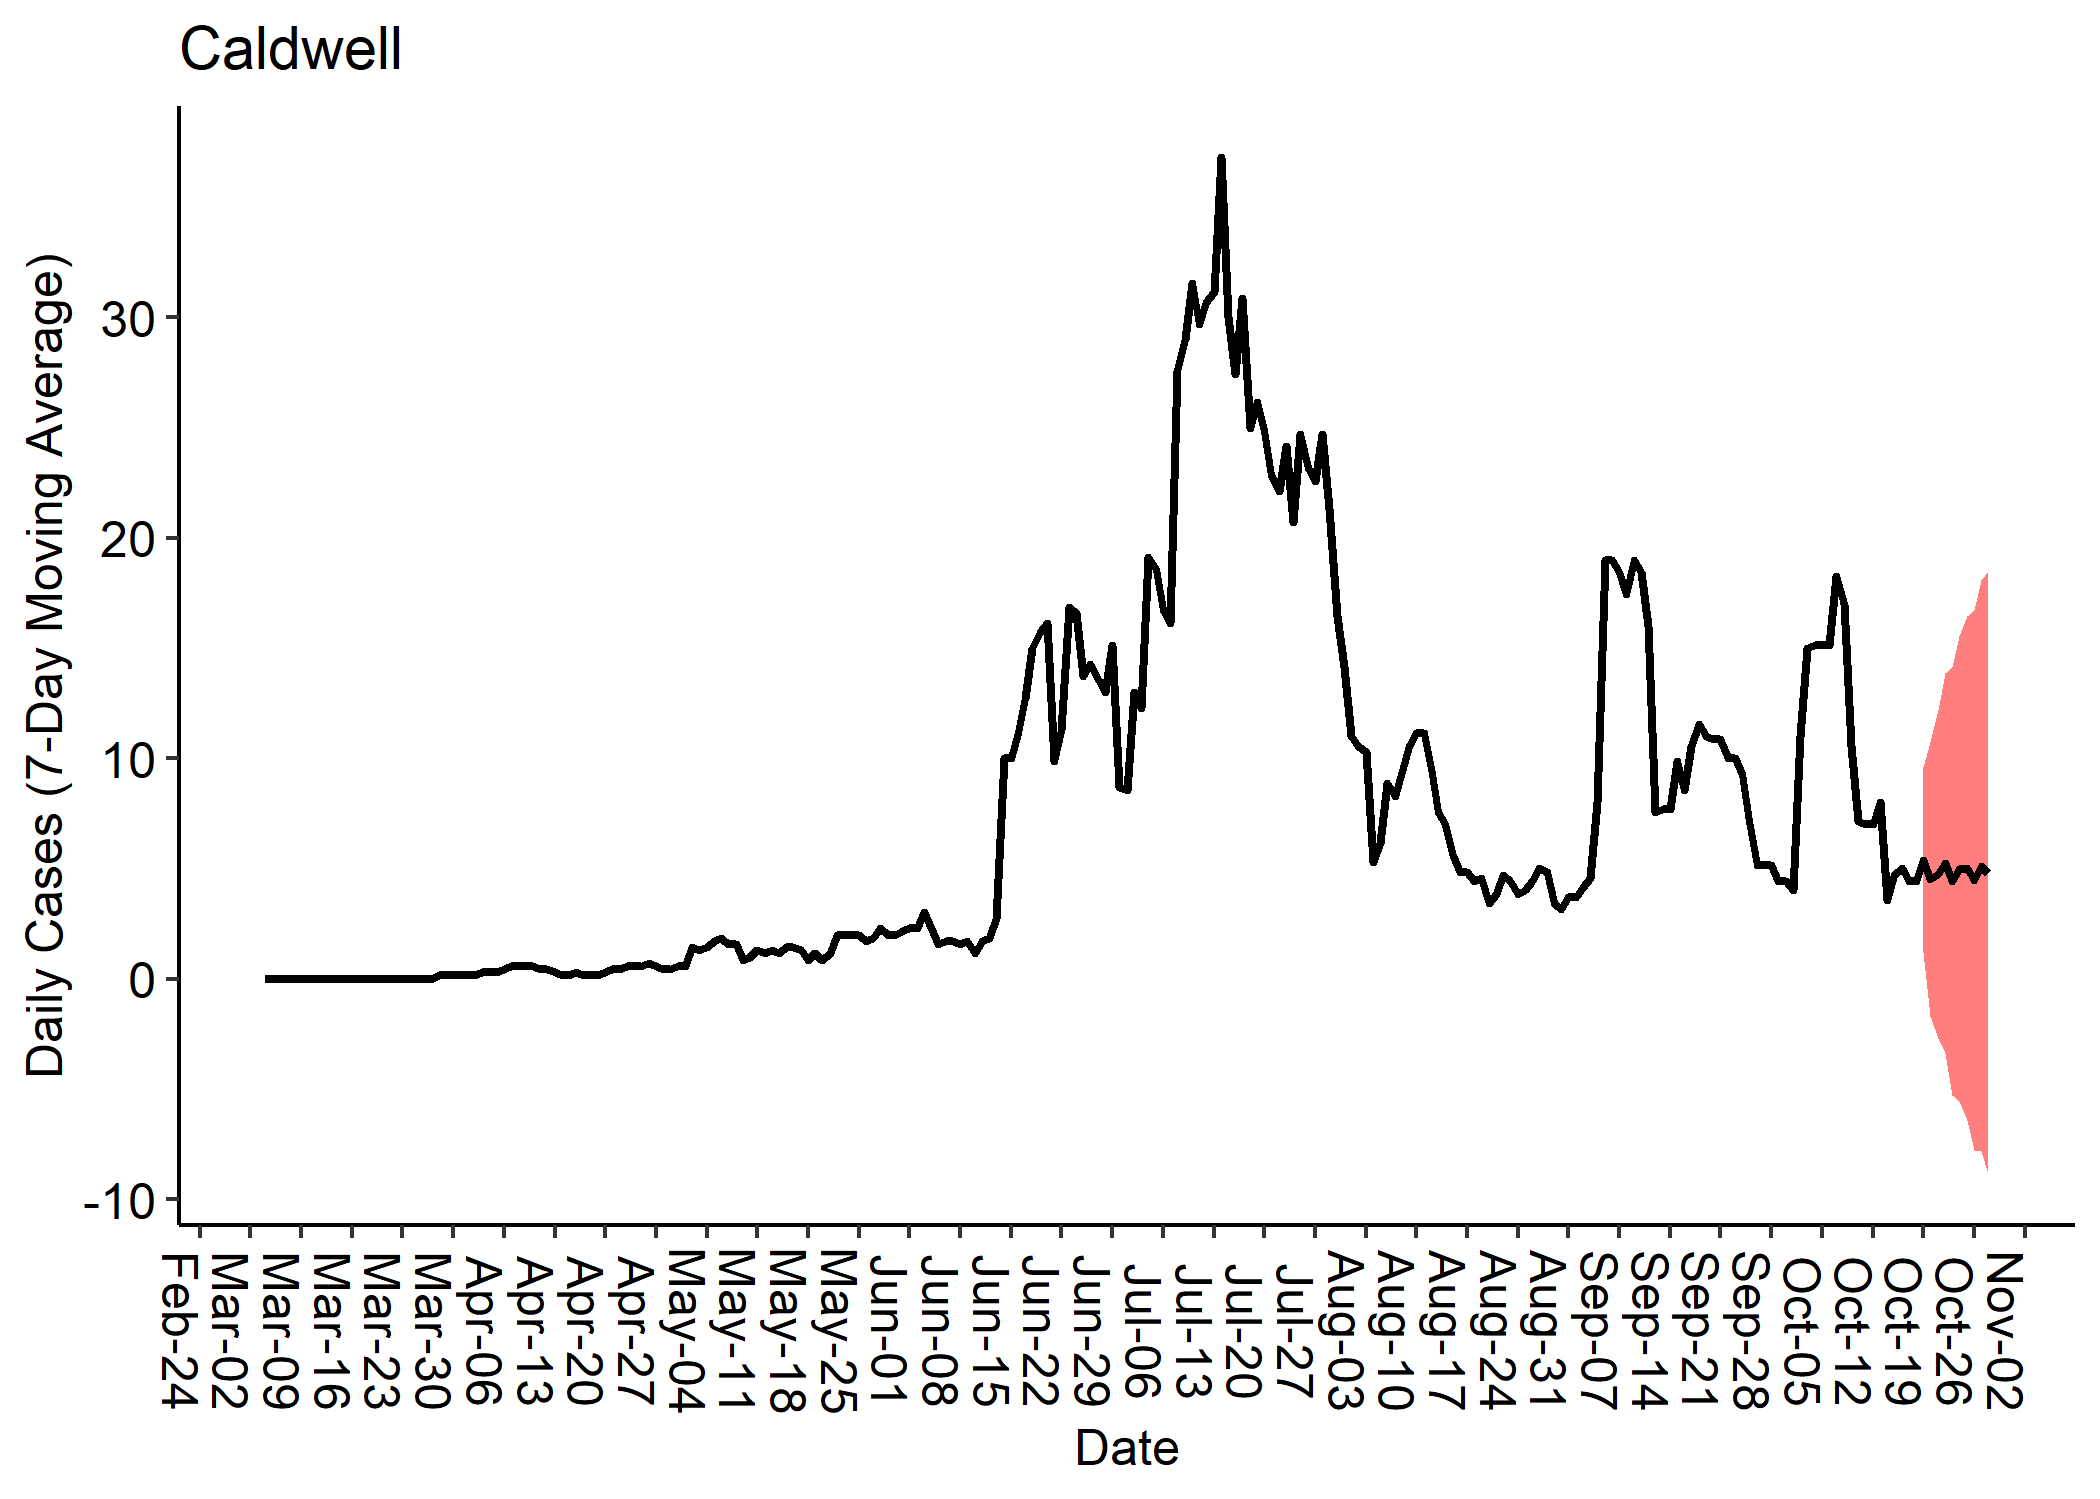 Caldwell
Daily Cases (7-Day Moving Average)
30
20
10
0
-10
Feb-24
Mar-02
Mar-09
Mar-16
Mar-23
Mar-30
Apr-06
Apr-13
Apr-20
Apr-27
May-04
May-11
May-18
May-25
Jun-01
Jun-08
Jun-15
Jun-22
Jun-29
Jul-06
Jul-13
Jul-20
Jul-27
Aug-03
Aug-10
Aug-17
Aug-24
Aug-31
Sep-07
Sep-14
Sep-21
Sep-28
Oct-05
Oct-12
Oct-19
Oct-26
Nov-02
Date